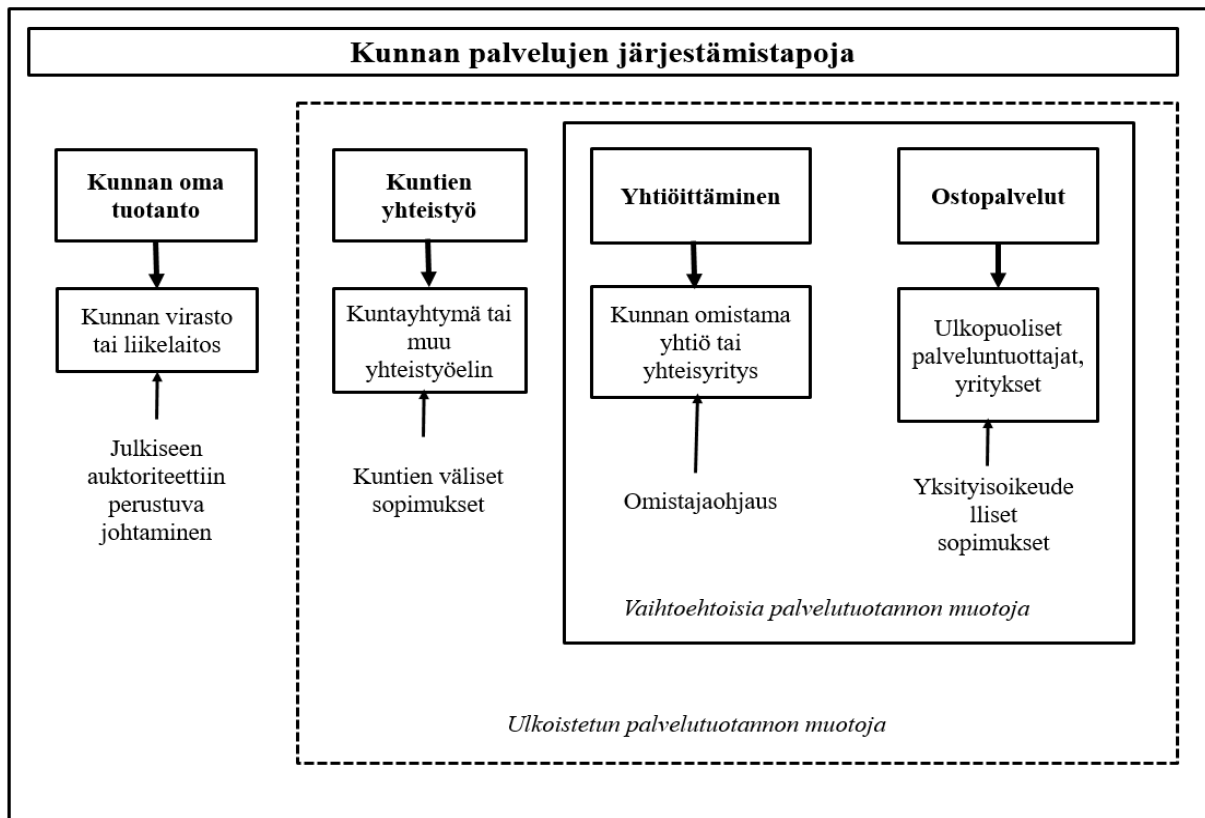 Kunnan palvelujen järjestämistapoja
Kunnan oma
tuotanto
Kunnan virasto
tai liikelaitos
Julkiseen
auktoriteettiin
perustuva
johtaminen
Kuntien
yhteistyö
Kuntayhtymä tai
muu
yhteistyöelin
Kuntien väliset
sopimukset
Yhtiöittäminen
Kunnan omistama
yhtiö tai
yhteisyritys
Omistajaohjaus
Ostopalvelut
Ulkopuoliset
palveluntuottajat,
yritykset
Yksityisoikeude
lliset
sopimukset
Vaihtoehtoisia palvelutuotannon muotoja
Ulkoistetun palvelutuotannon muotoja